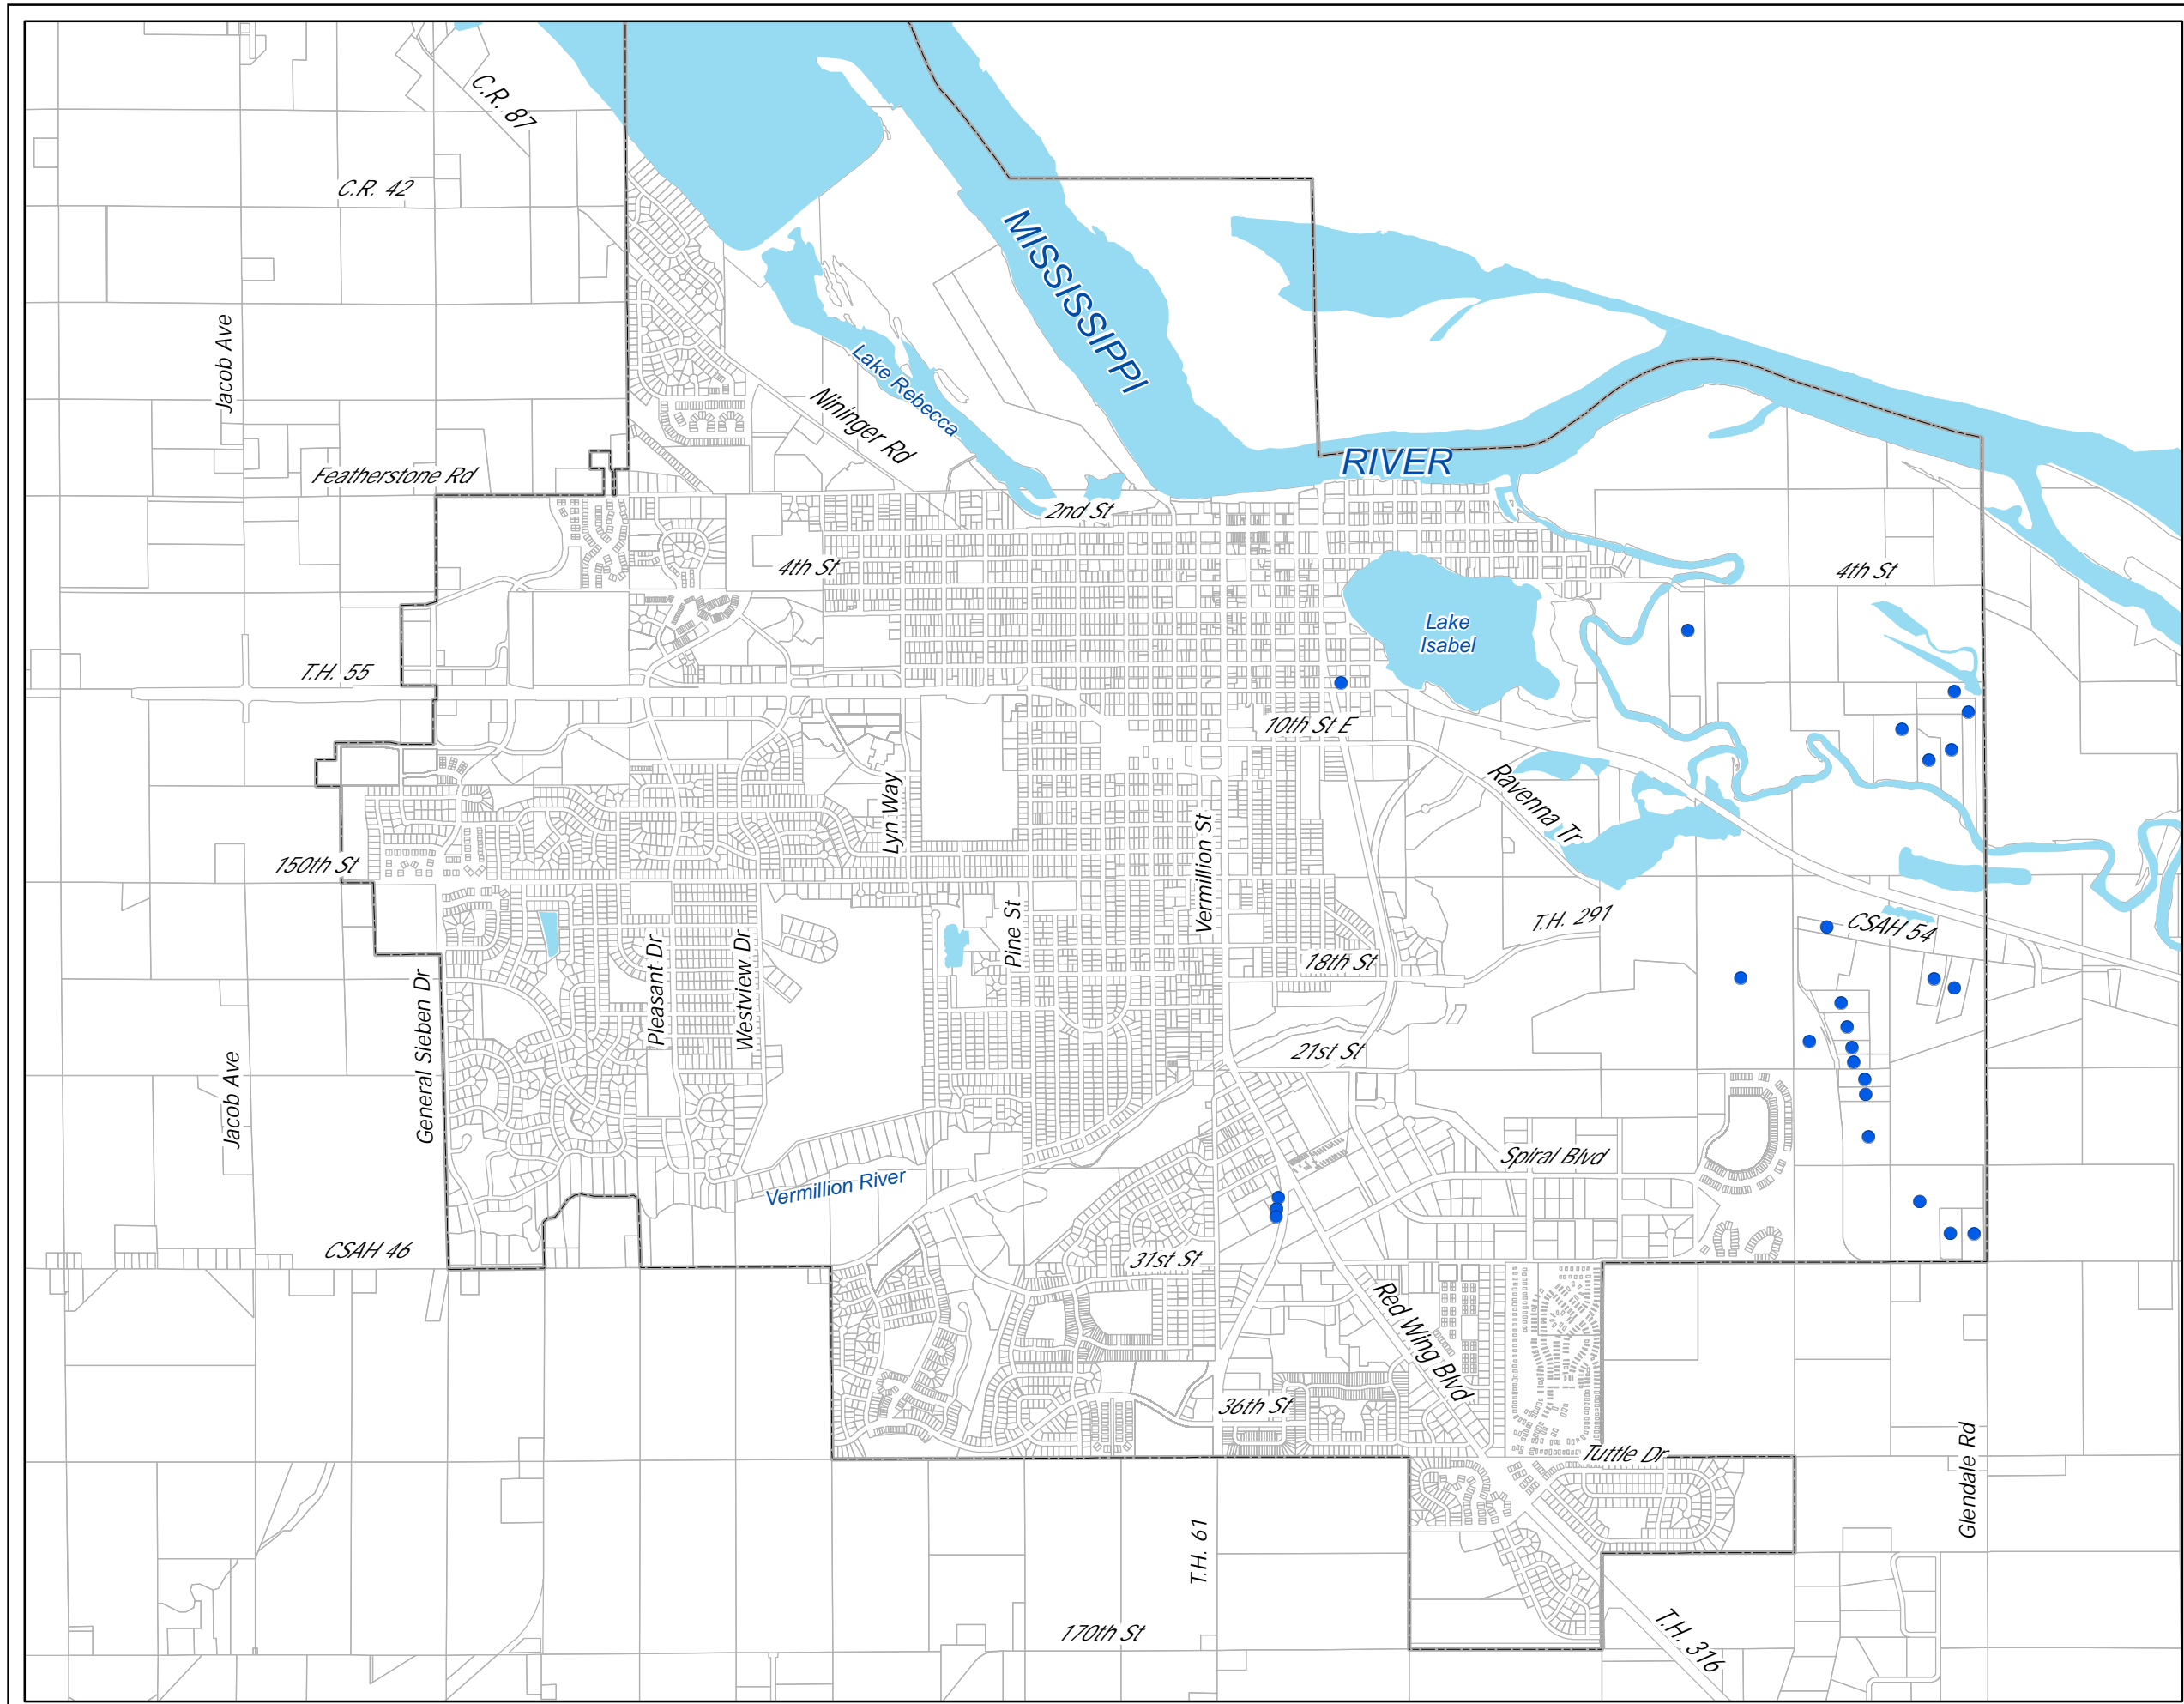 C.R. 87
C.R. 42
MISSISSIPPI
Jacob Ave
Lake Rebecca
Nininger Rd
RIVER
Featherstone Rd
2nd St
4th St
4th St
Lake
Isabel
T.H. 55
10th St E
Ravenna Tr
Lyn Way
Vermillion St
150th St
T.H. 291
CSAH 54
Pine St
Pleasant Dr
Westview Dr
18th St
General Sieben Dr
21st St
Jacob Ave
Spiral Blvd
Vermillion River
CSAH 46
31st St
Red Wing Blvd
36th St
Tuttle Dr
Glendale Rd
T.H. 61
170th St
T.H. 316